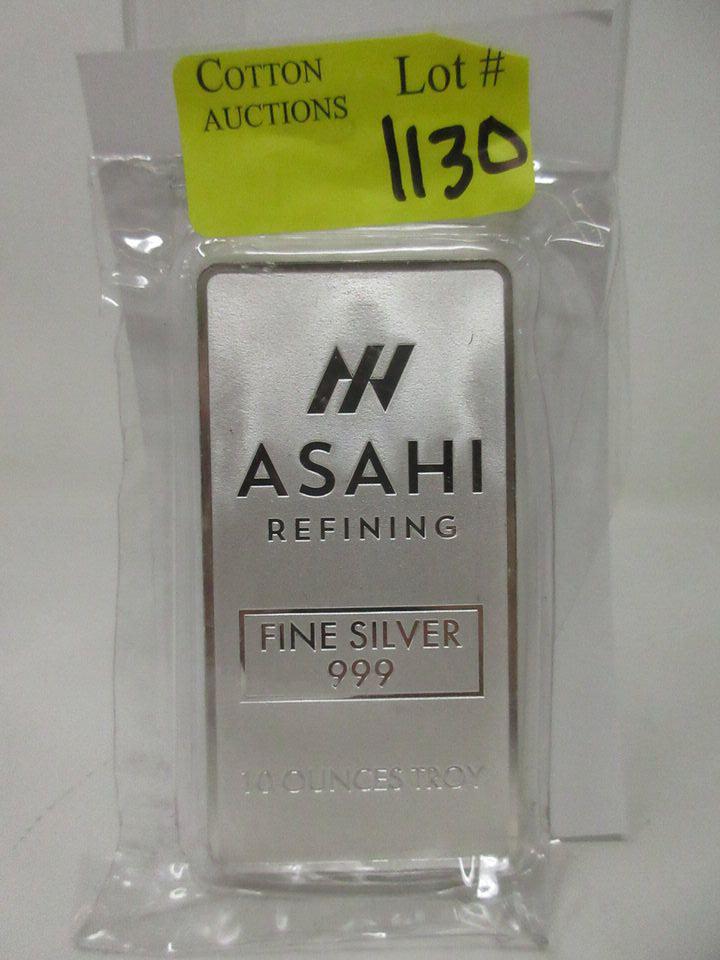 COTTON
AUCTIONS
Lot #
1130
ASAHI
REFINING
FINE SILVER
999
10 OUNCES TROY